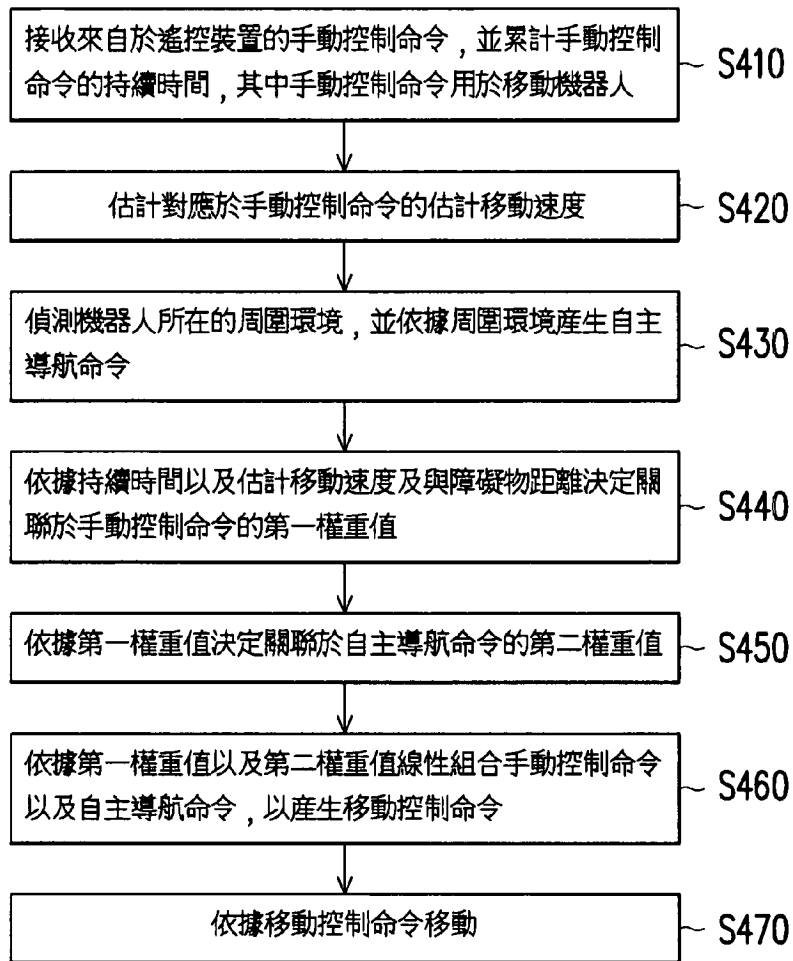 接收來自於遙控裝置的手動控制命令，並累計手動控制
命令的持續時間，其中手動控制命令用於移動機器人
S410
估計對應於手動控制命令的估計移動速度
S420
偵測機器人所在的周圍環境，並依據周圍環境產生自主
導航命令
S430
依據持續時間以及估計移動速度及與障礙物距離決定關
聯於手動控制命令的第一權重值
S440
依據第一權重值決定關聯於自主導航命令的第二權重值
S450
依據第一權重值以及第二權重值線性組合手動控制命令
以及自主導航命令，以產生移動控制命令
S460
依據移動控制命令移動
S470